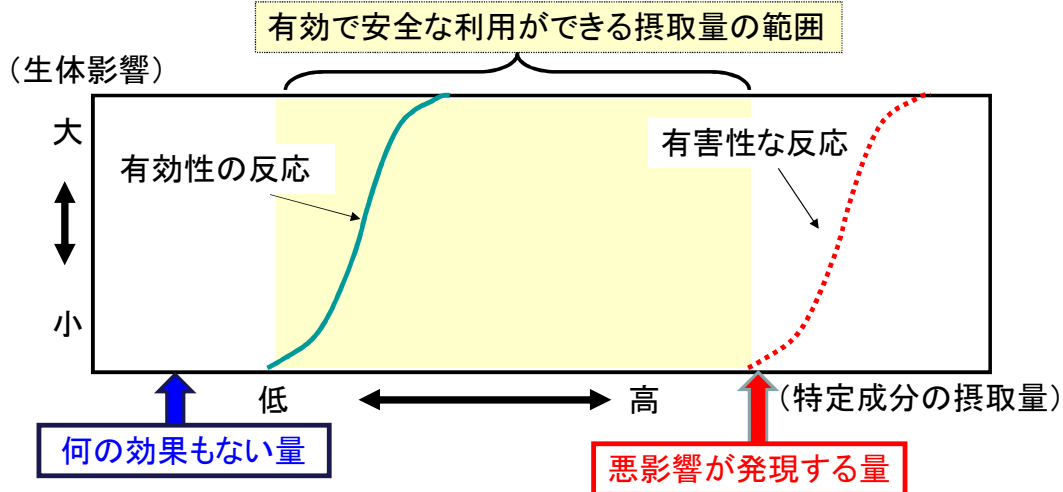 有効で安全な利用ができる摂取量の範囲
（生体影響）
大
有効性の反応
有害性な反応
小
低
高
（特定成分の摂取量）
何の効果もない量
悪影響が発現する量